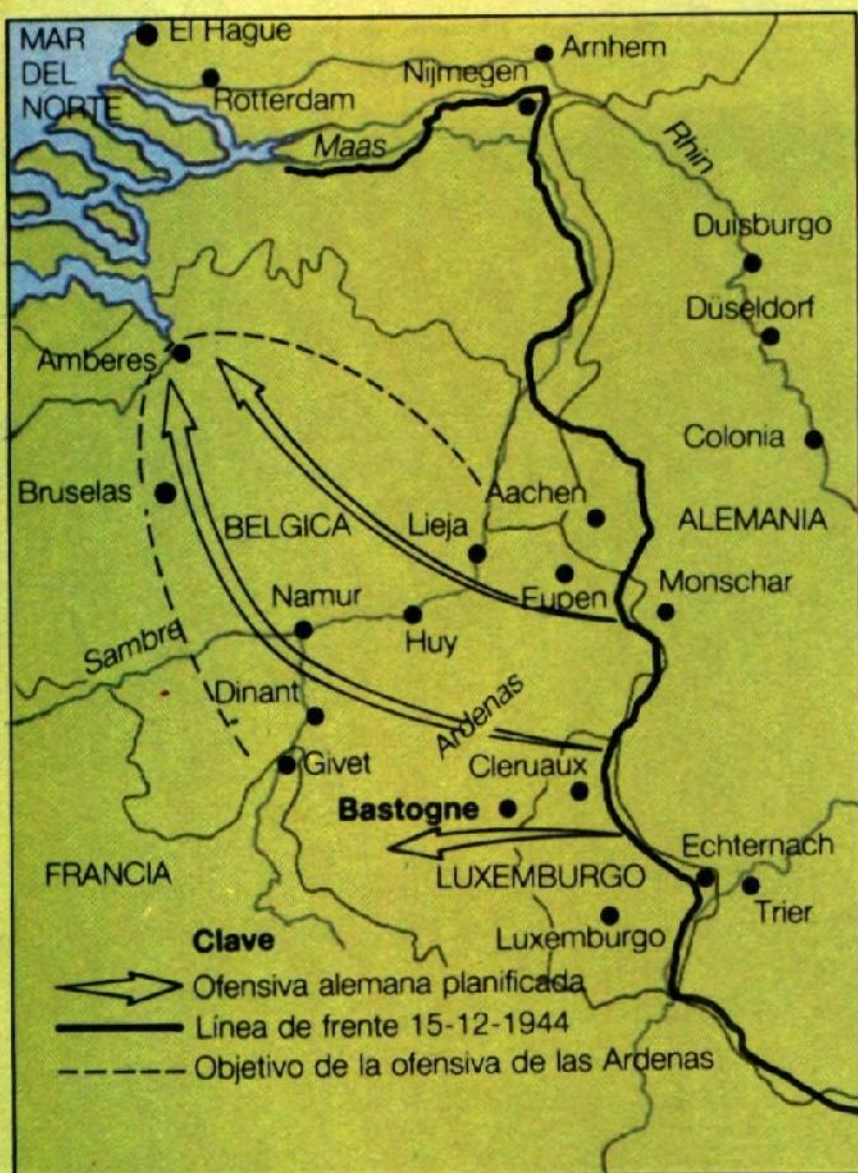 MAR
DEL
NORTE
El Hague
Rotterdam
Arnhem
Nijmegen
Maas
Rhin
Duisburgo
Düseldorf
Amberes
Colonia
Bruselas
BELGICA
Lieja
Aachen
ALEMANIA
Eupen
Monschar
Namur
Huy
Sambre
Dinant
Ardenas
Givet
Cleruaux
Bastogne
FRANCIA
LUXEMBURGO
Echternach
Trier
Luxemburgo
Clave
Ofensiva alemana planificada
Línea de frente 15-12-1944
Objetivo de la ofensiva de las Ardenas